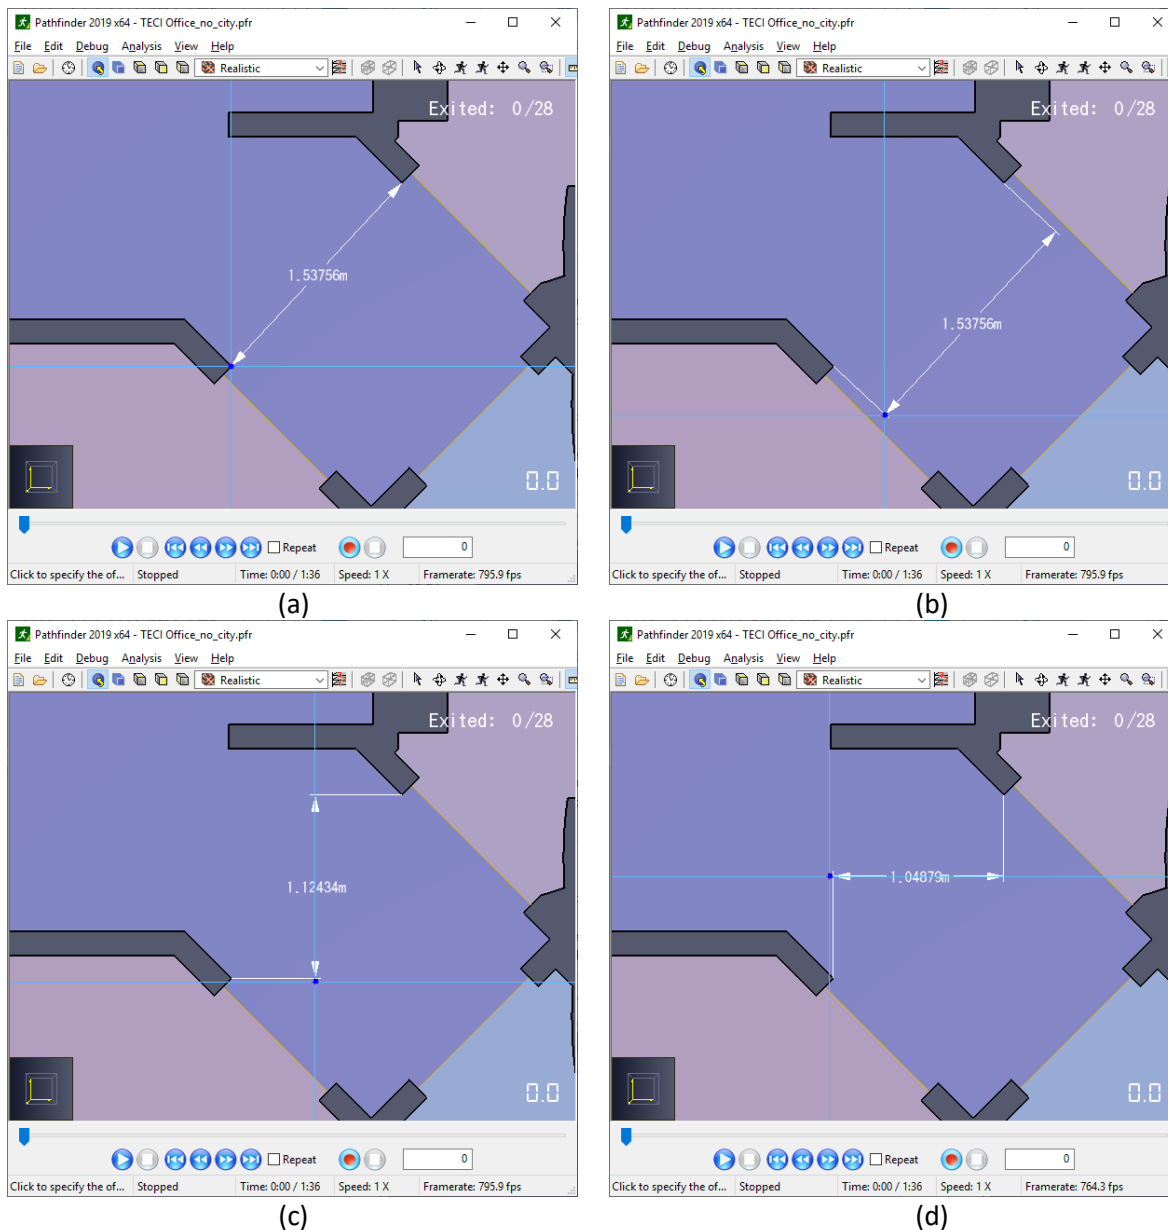 Pathfinder 2019 x64 - TECI Office_no_city.pfr
File Edit Debug Analysis View Help
Realistic
Exited: 0/28
1.53756m
0.0
Repeat
0
Click to specify the of... Stopped Time: 0:00 / 1:36 Speed: 1 X Framerate: 795.9 fps
(a)
Pathfinder 2019 x64 - TECI Office_no_city.pfr
File Edit Debug Analysis View Help
Realistic
Exited: 0/28
1.53756m
0.0
Repeat
0
Click to specify the of... Stopped Time: 0:00 / 1:36 Speed: 1 X Framerate: 795.9 fps
(b)
Pathfinder 2019 x64 - TECI Office_no_city.pfr
File Edit Debug Analysis View Help
Realistic
Exited: 0/28
1.12434m
0.0
Repeat
0
Click to specify the of... Stopped Time: 0:00 / 1:36 Speed: 1 X Framerate: 795.9 fps
(c)
Pathfinder 2019 x64 - TECI Office_no_city.pfr
File Edit Debug Analysis View Help
Realistic
Exited: 0/28
1.04879m
0.0
Repeat
0
Click to specify the of... Stopped Time: 0:00 / 1:36 Speed: 1 X Framerate: 764.3 fps
(d)